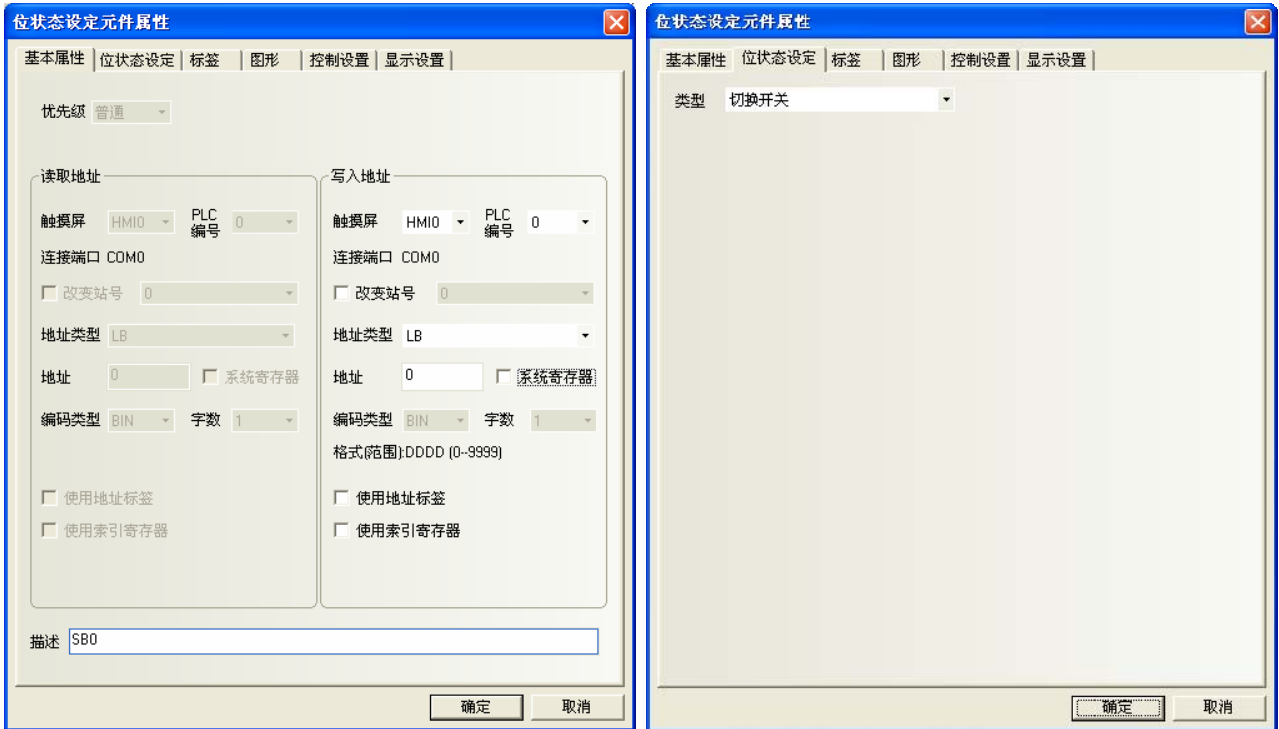 位状态设定元件属性
基本属性 位状态设定 标签 图形 控制设置 显示设置
优先级 普通
读取地址
触摸屏 HMI0 PLC编号 0
连接端口 COM0
改变站号 0
地址类型 LB
地址 0 系统寄存器
编码类型 BIN 字数 1
使用地址标签
使用索引寄存器
写入地址
触摸屏 HMI0 PLC编号 0
连接端口 COM0
改变站号 0
地址类型 LB
地址 0 系统寄存器
编码类型 BIN 字数 1
格式(范围):DDDD (0--9999)
使用地址标签
使用索引寄存器
描述 SB0
确定 取消
位状态设定元件属性
基本属性 位状态设定 标签 图形 控制设置 显示设置
类型 切换开关
确定 取消